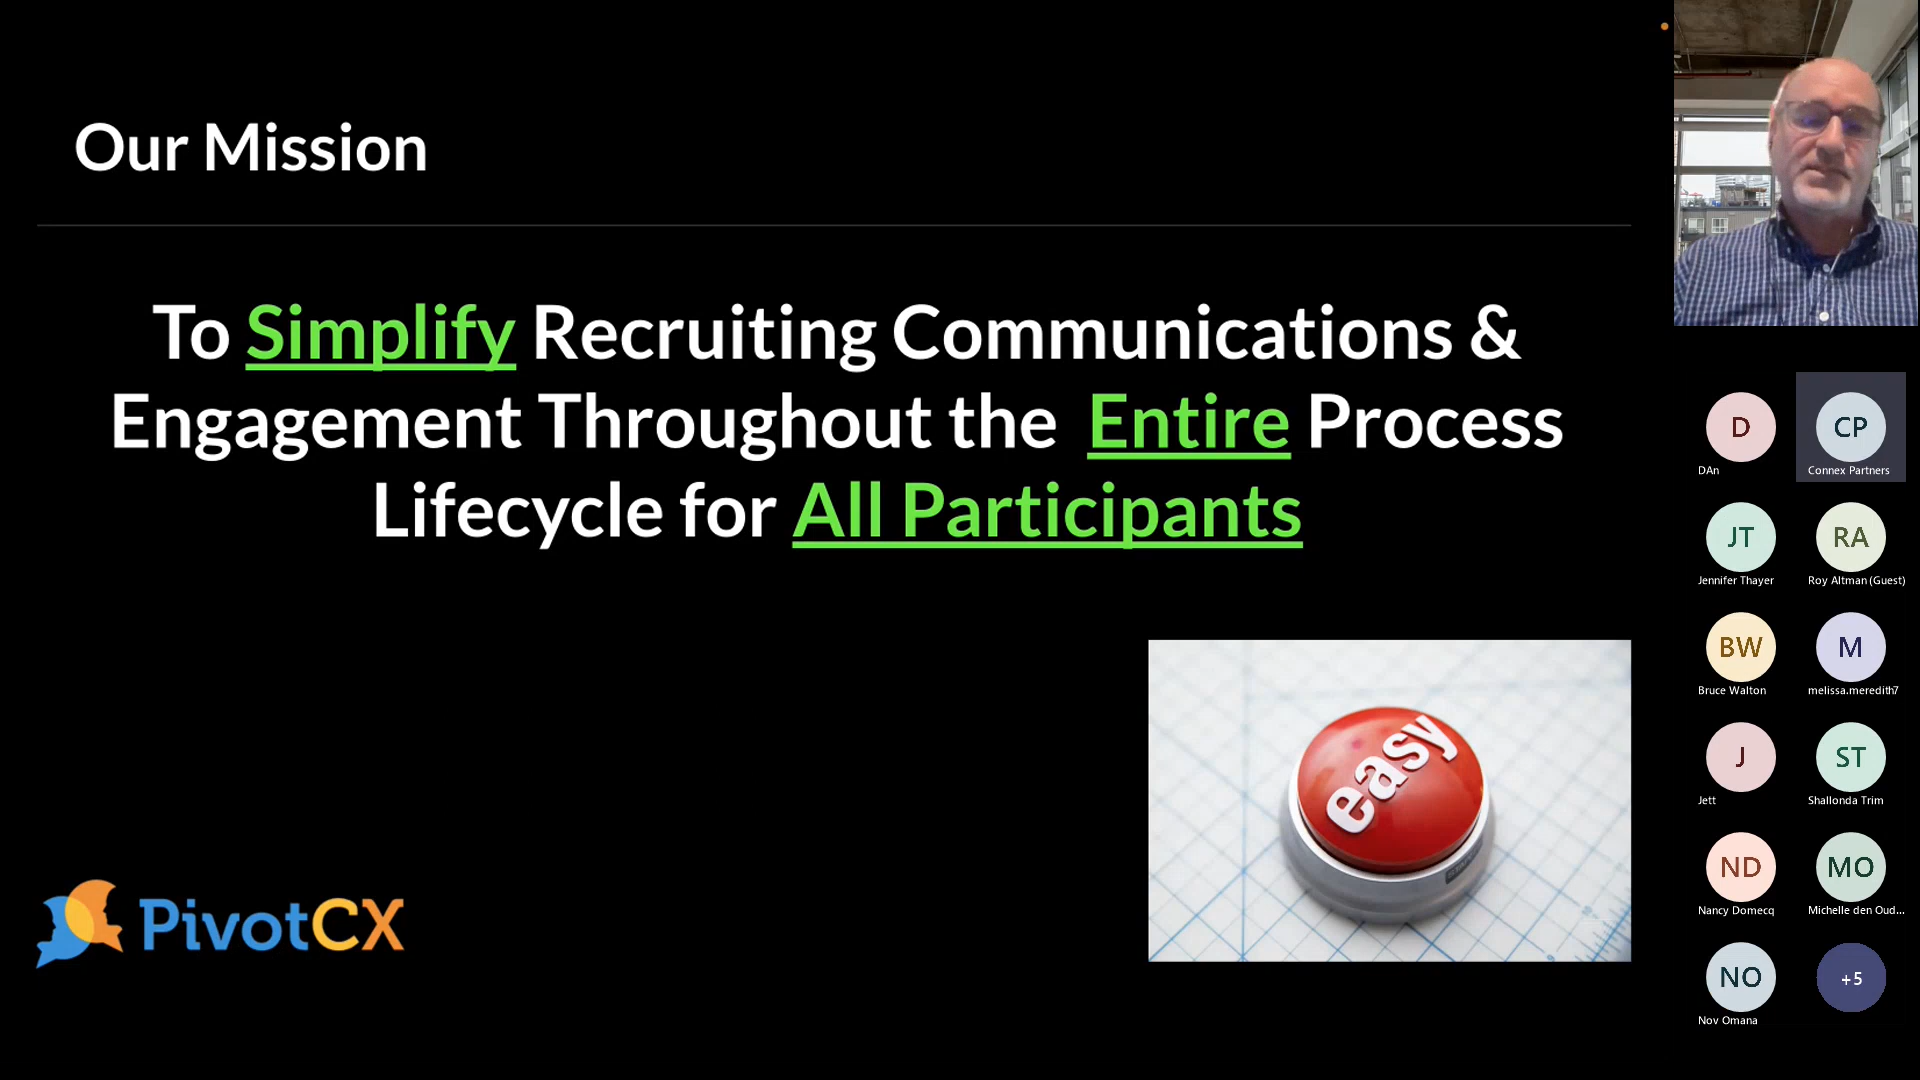 Our Mission
To Simplify Recruiting Communications &
Engagement Throughout the Entire Process
Lifecycle for All Participants
easy
PivotCX
D
DAn
CP
Connex Partners
JT
Jennifer Thayer
RA
Roy Altman (Guest)
BW
Bruce Walton
M
melissa.meredith7
J
Jett
ST
Shallonda Trim
ND
Nancy Domecq
MO
Michelle den Oud...
NO
Nov Omana
+5